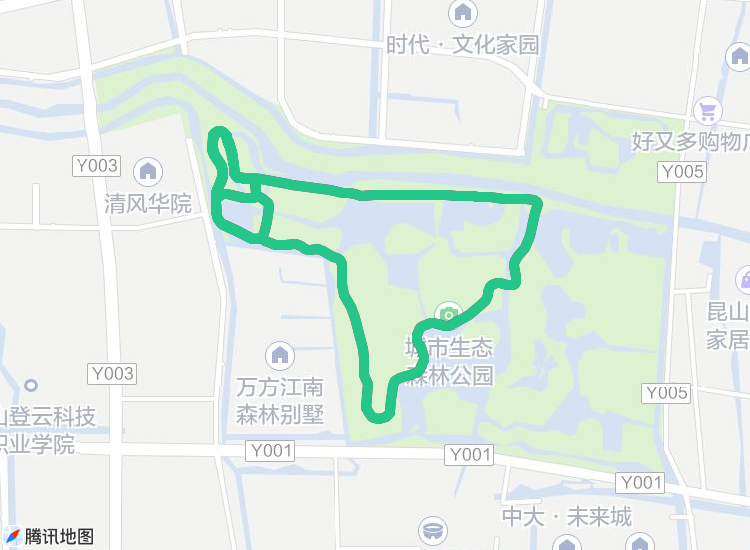 时代·文化家园
好又多购物广
Y003
Y005
清风华院
昆山
家居
城市生态
森林公园
Y003
万方江南
森林别墅
Y005
山登云科技
职业学院
Y001
Y001
Y001
中大·未来城
腾讯地图